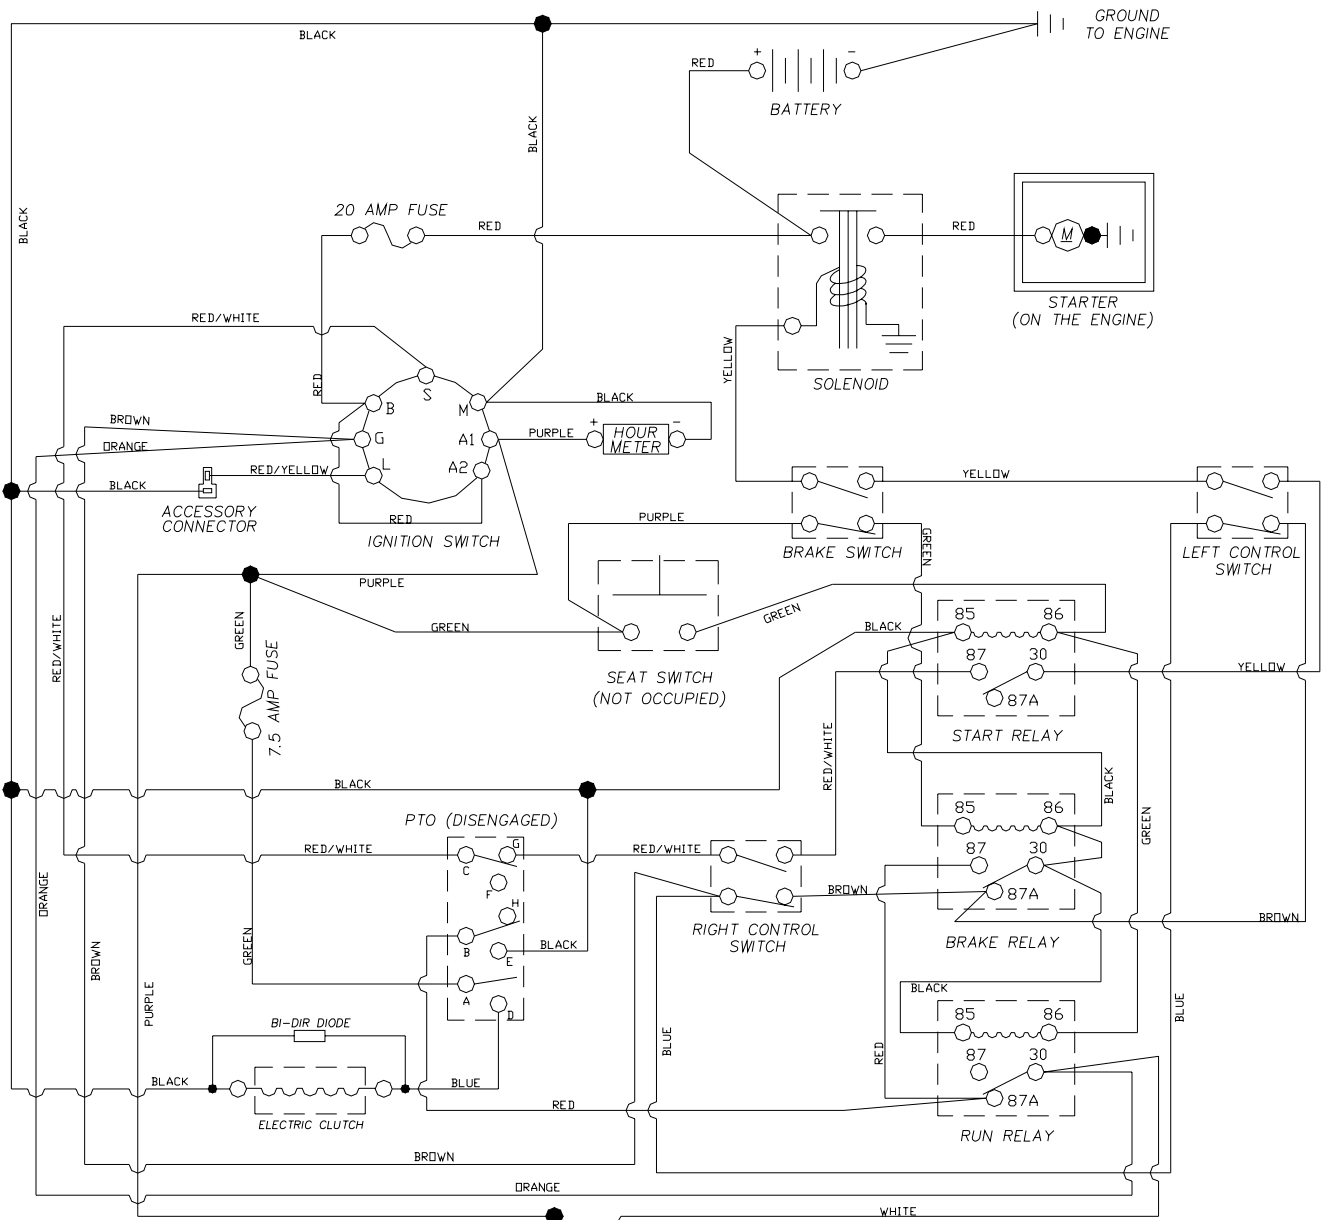 GROUND
TO ENGINE
BLACK
+ −
RED
BATTERY
BLACK
BLACK
20 AMP FUSE
RED
RED
M
STARTER
(ON THE ENGINE)
RED/WHITE
YELLOW
SOLENOID
RED
S
B
M
BLACK
BROWN
G
A1
PURPLE
+ −
HOUR
METER
ORANGE
L
A2
RED/YELLOW
BLACK
YELLOW
ACCESSORY
CONNECTOR
RED
PURPLE
IGNITION SWITCH
GREEN
BRAKE SWITCH
LEFT CONTROL
SWITCH
PURPLE
GREEN
RED/WHITE
GREEN
GREEN
BLACK
85 86
87 30
87A
YELLOW
7.5 AMP FUSE
SEAT SWITCH
(NOT OCCUPIED)
START RELAY
RED/WHITE
BLACK
BLACK
GREEN
PTO (DISENGAGED)
85 86
87 30
87A
RED/WHITE
G
C
RED/WHITE
F
H
BROWN
BROWN
ORANGE
RIGHT CONTROL
SWITCH
BRAKE RELAY
BROWN
GREEN
B
E
BLACK
A
D
BLACK
PURPLE
BLUE
BLUE
BI-DIR DIODE
85 86
87 30
87A
RED
BLACK
BLUE
RED
ELECTRIC CLUTCH
RUN RELAY
BROWN
ORANGE
WHITE